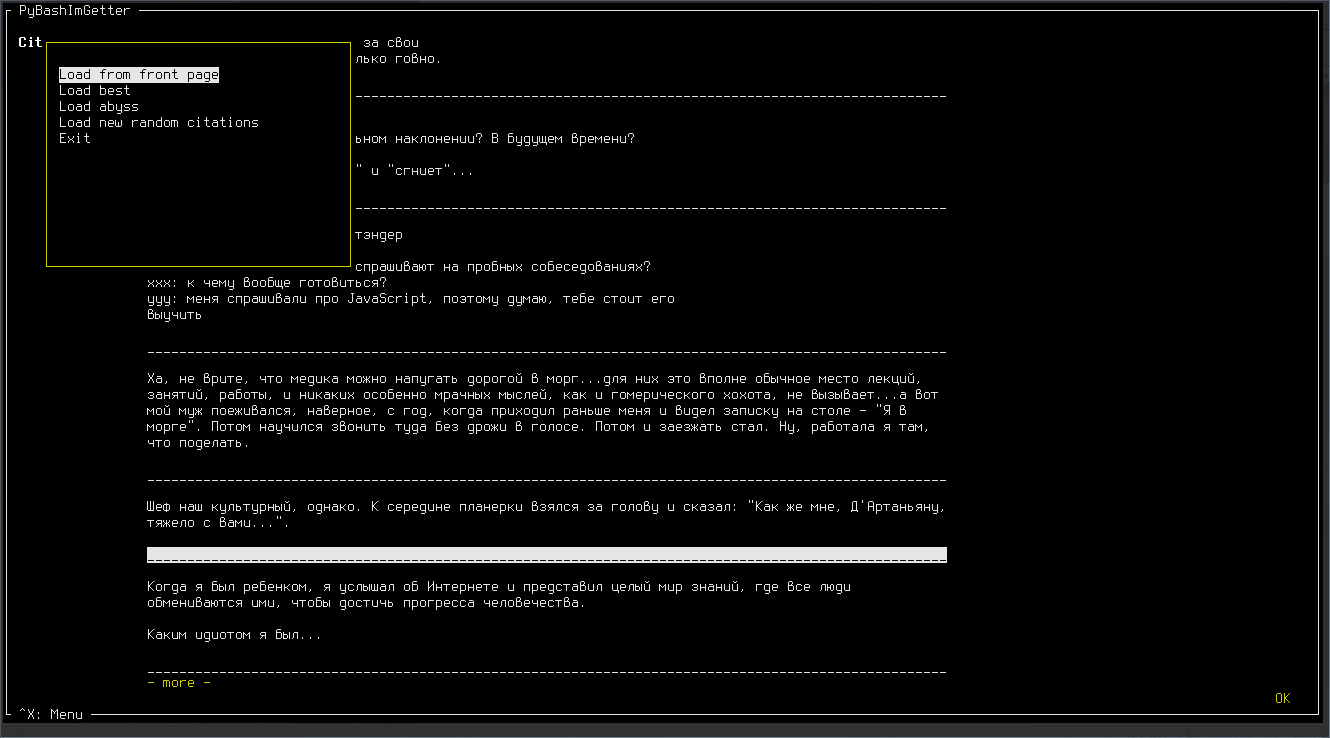 PyBashImGetter
Cit
за свои
лько говно.
Load from front page
Load best
Load abyss
Load new random citations
Exit
ьном наклонении? В будущем времени?
" и "сгниет"...
тэндер
спрашивают на пробных собеседованиях?
xxx: к чему вообще готовиться?
yyy: меня спрашивали про JavaScript, поэтому думаю, тебе стоит его
выучить
Ха, не врите, что медика можно напугать дорогой в морг...для них это вполне обычное место лекций,
занятий, работы, и никаких особенно мрачных мыслей, как и гомерического хохота, не вызывает...а вот
мой муж поеживался, наверное, с год, когда приходил раньше меня и видел записку на столе – "Я в
морге". Потом научился звонить туда без дрожи в голосе. Потом и заезжать стал. Ну, работала я там,
что поделать.
Шеф наш культурный, однако. К середине планерки взялся за голову и сказал: "Как же мне, Д'Артаньяну,
тяжело с вами...".
Когда я был ребенком, я услышал об Интернете и представил целый мир знаний, где все люди
обмениваются ими, чтобы достичь прогресса человечества.
Каким идиотом я был...
- more -
OK
^X: Menu